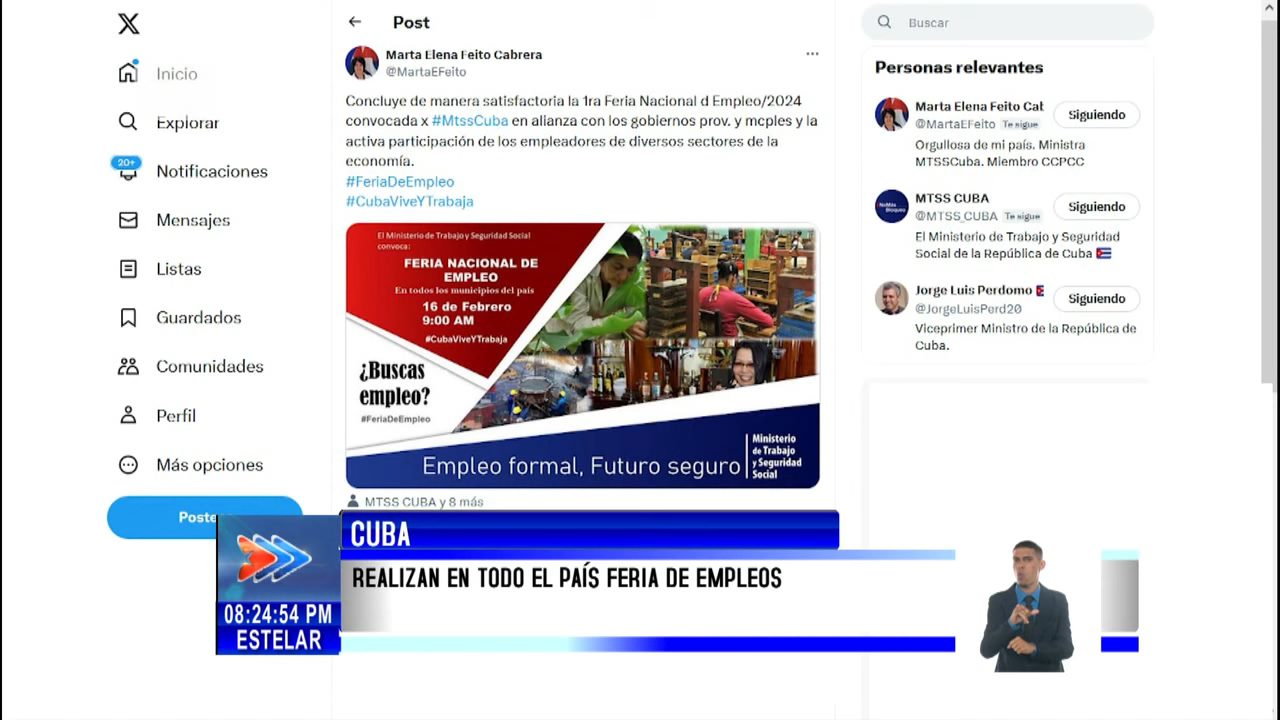 Inicio
Explorar
20+
Notificaciones
Mensajes
Listas
Guardados
Comunidades
Perfil
Más opciones
Poste
Post
Marta Elena Feito Cabrera
@MartaEFeito
Concluye de manera satisfactoria la 1ra Feria Nacional d Empleo/2024
convocada x #MtssCuba en alianza con los gobiernos prov. y mcples y la
activa participación de los empleadores de diversos sectores de la
economía.
#FeriaDeEmpleo
#CubaViveYTrabaja
El Ministerio de Trabajo y Seguridad Social
convoca:
FERIA NACIONAL DE
EMPLEO
En todos los municipios del país
16 de Febrero
9:00 AM
#CubaViveYTrabaja
¿Buscas
empleo?
#FeriaDeEmpleo
Empleo formal, Futuro seguro
Ministerio
de Trabajo
y Seguridad
Social
MTSS CUBA y 8 más
Buscar
Personas relevantes
Marta Elena Feito Cab
@MartaEFeito Te sigue
Siguiendo
Orgullosa de mi país. Ministra
MTSSCuba. Miembro CCPCC
MTSS CUBA
@MTSS_CUBA Te sigue
Siguiendo
El Ministerio de Trabajo y Seguridad
Social de la República de Cuba
Jorge Luis Perdomo
@JorgeLuisPerd20
Siguiendo
Viceprimer Ministro de la República de
Cuba.
CUBA
REALIZAN EN TODO EL PAÍS FERIA DE EMPLEOS
08:24:54 PM
ESTELAR